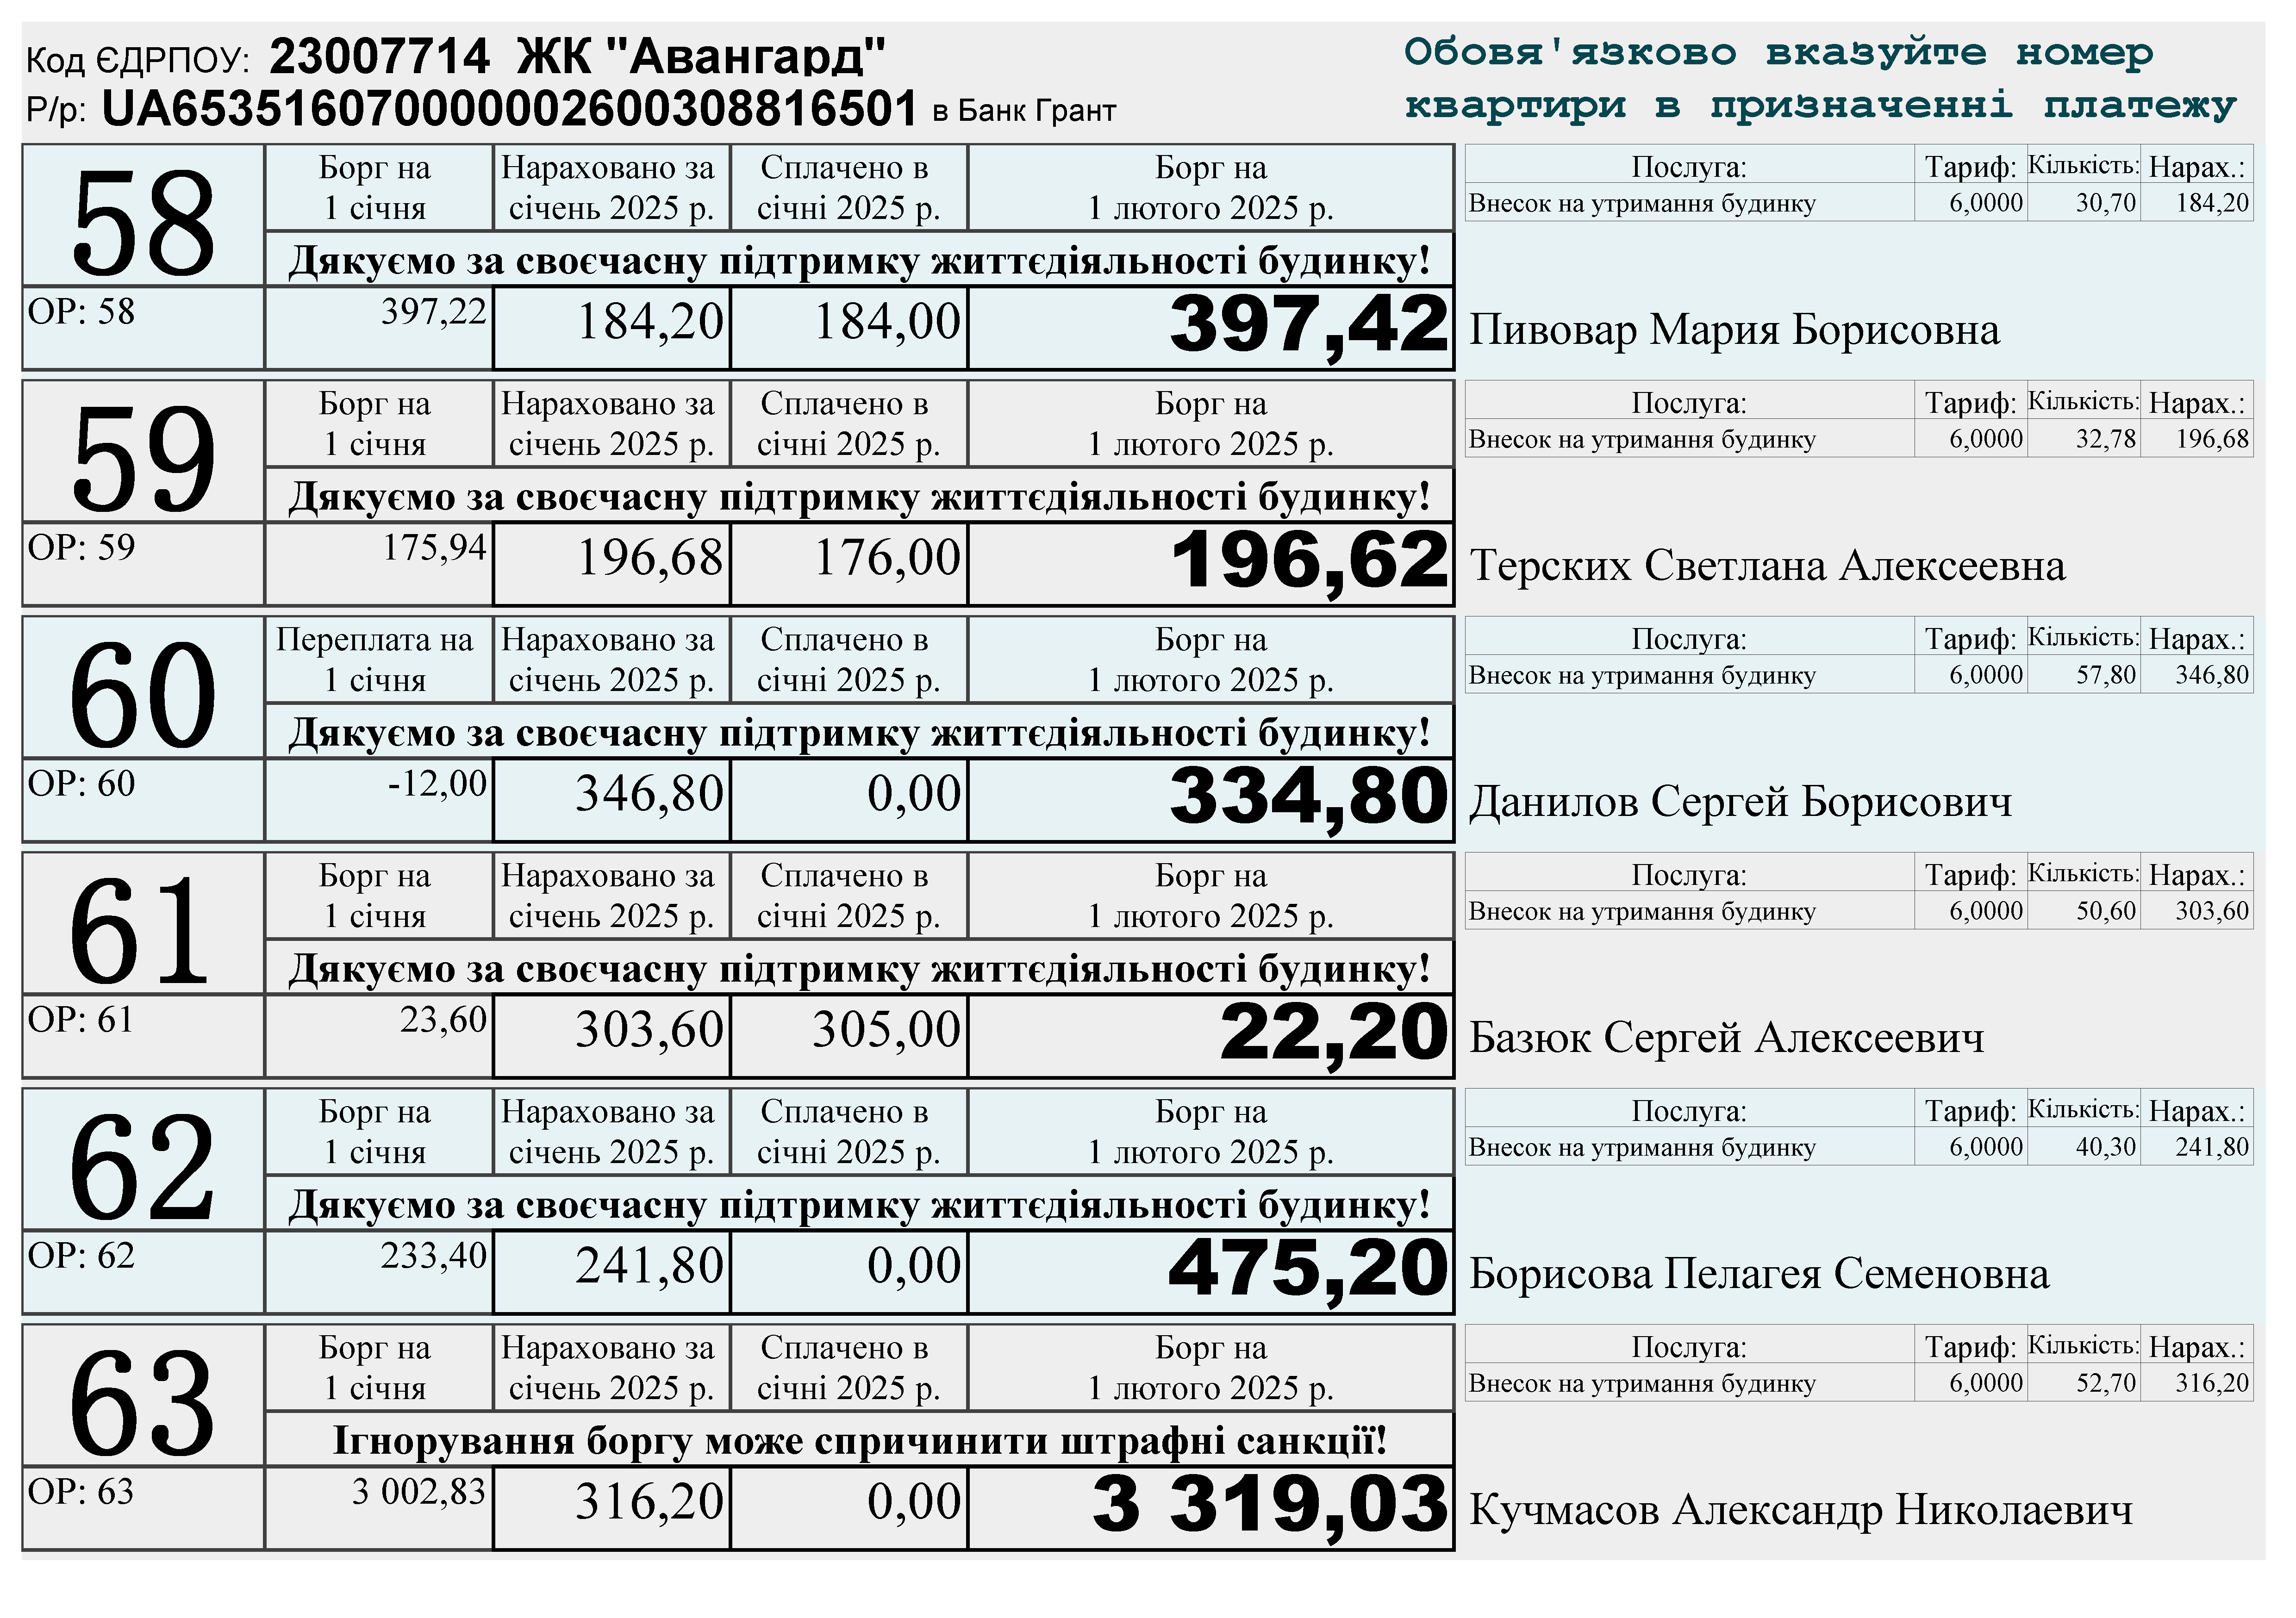 Код ЄДРПОУ: 23007714 ЖК "Авангард"
Р/р: UA653516070000002600308816501 в Банк Грант
Обовя'язково вказуйте номер
квартири в призначенні платежу
58 Борг на 1 січня Нараховано за січень 2025 р. Сплачено в січні 2025 р. Борг на 1 лютого 2025 р.
Дякуємо за своєчасну підтримку життєдіяльності будинку!
ОР: 58 397,22 184,20 184,00 397,42
Послуга: Тариф: Кількість: Нарах.:
Внесок на утримання будинку 6,0000 30,70 184,20
Пивовар Мария Борисовна
59 Борг на 1 січня Нараховано за січень 2025 р. Сплачено в січні 2025 р. Борг на 1 лютого 2025 р.
Дякуємо за своєчасну підтримку життєдіяльності будинку!
ОР: 59 175,94 196,68 176,00 196,62
Послуга: Тариф: Кількість: Нарах.:
Внесок на утримання будинку 6,0000 32,78 196,68
Терских Светлана Алексеевна
60 Переплата на 1 січня Нараховано за січень 2025 р. Сплачено в січні 2025 р. Борг на 1 лютого 2025 р.
Дякуємо за своєчасну підтримку життєдіяльності будинку!
ОР: 60 -12,00 346,80 0,00 334,80
Послуга: Тариф: Кількість: Нарах.:
Внесок на утримання будинку 6,0000 57,80 346,80
Данилов Сергей Борисович
61 Борг на 1 січня Нараховано за січень 2025 р. Сплачено в січні 2025 р. Борг на 1 лютого 2025 р.
Дякуємо за своєчасну підтримку життєдіяльності будинку!
ОР: 61 23,60 303,60 305,00 22,20
Послуга: Тариф: Кількість: Нарах.:
Внесок на утримання будинку 6,0000 50,60 303,60
Базюк Сергей Алексеевич
62 Борг на 1 січня Нараховано за січень 2025 р. Сплачено в січні 2025 р. Борг на 1 лютого 2025 р.
Дякуємо за своєчасну підтримку життєдіяльності будинку!
ОР: 62 233,40 241,80 0,00 475,20
Послуга: Тариф: Кількість: Нарах.:
Внесок на утримання будинку 6,0000 40,30 241,80
Борисова Пелагея Семеновна
63 Борг на 1 січня Нараховано за січень 2025 р. Сплачено в січні 2025 р. Борг на 1 лютого 2025 р.
Ігнорування боргу може спричинити штрафні санкції!
ОР: 63 3 002,83 316,20 0,00 3 319,03
Послуга: Тариф: Кількість: Нарах.:
Внесок на утримання будинку 6,0000 52,70 316,20
Кучмасов Александр Николаевич